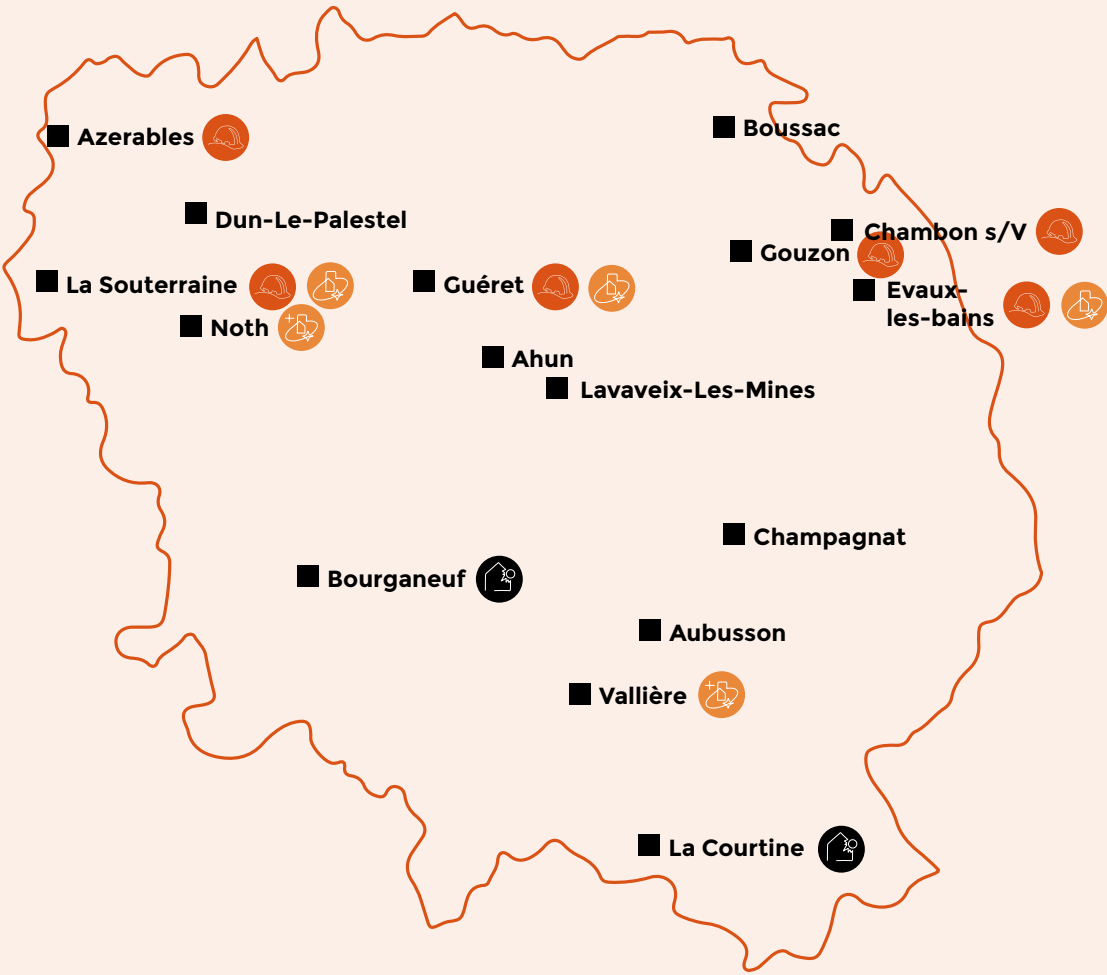 Boussac
Azerables
Dun-Le-Palestel
Chambon s/V
Gouzon
La Souterraine
Guéret
Evaux-
les-bains
Noth
Ahun
Lavaveix-Les-Mines
Champagnat
Bourganeuf
Aubusson
Vallière
La Courtine